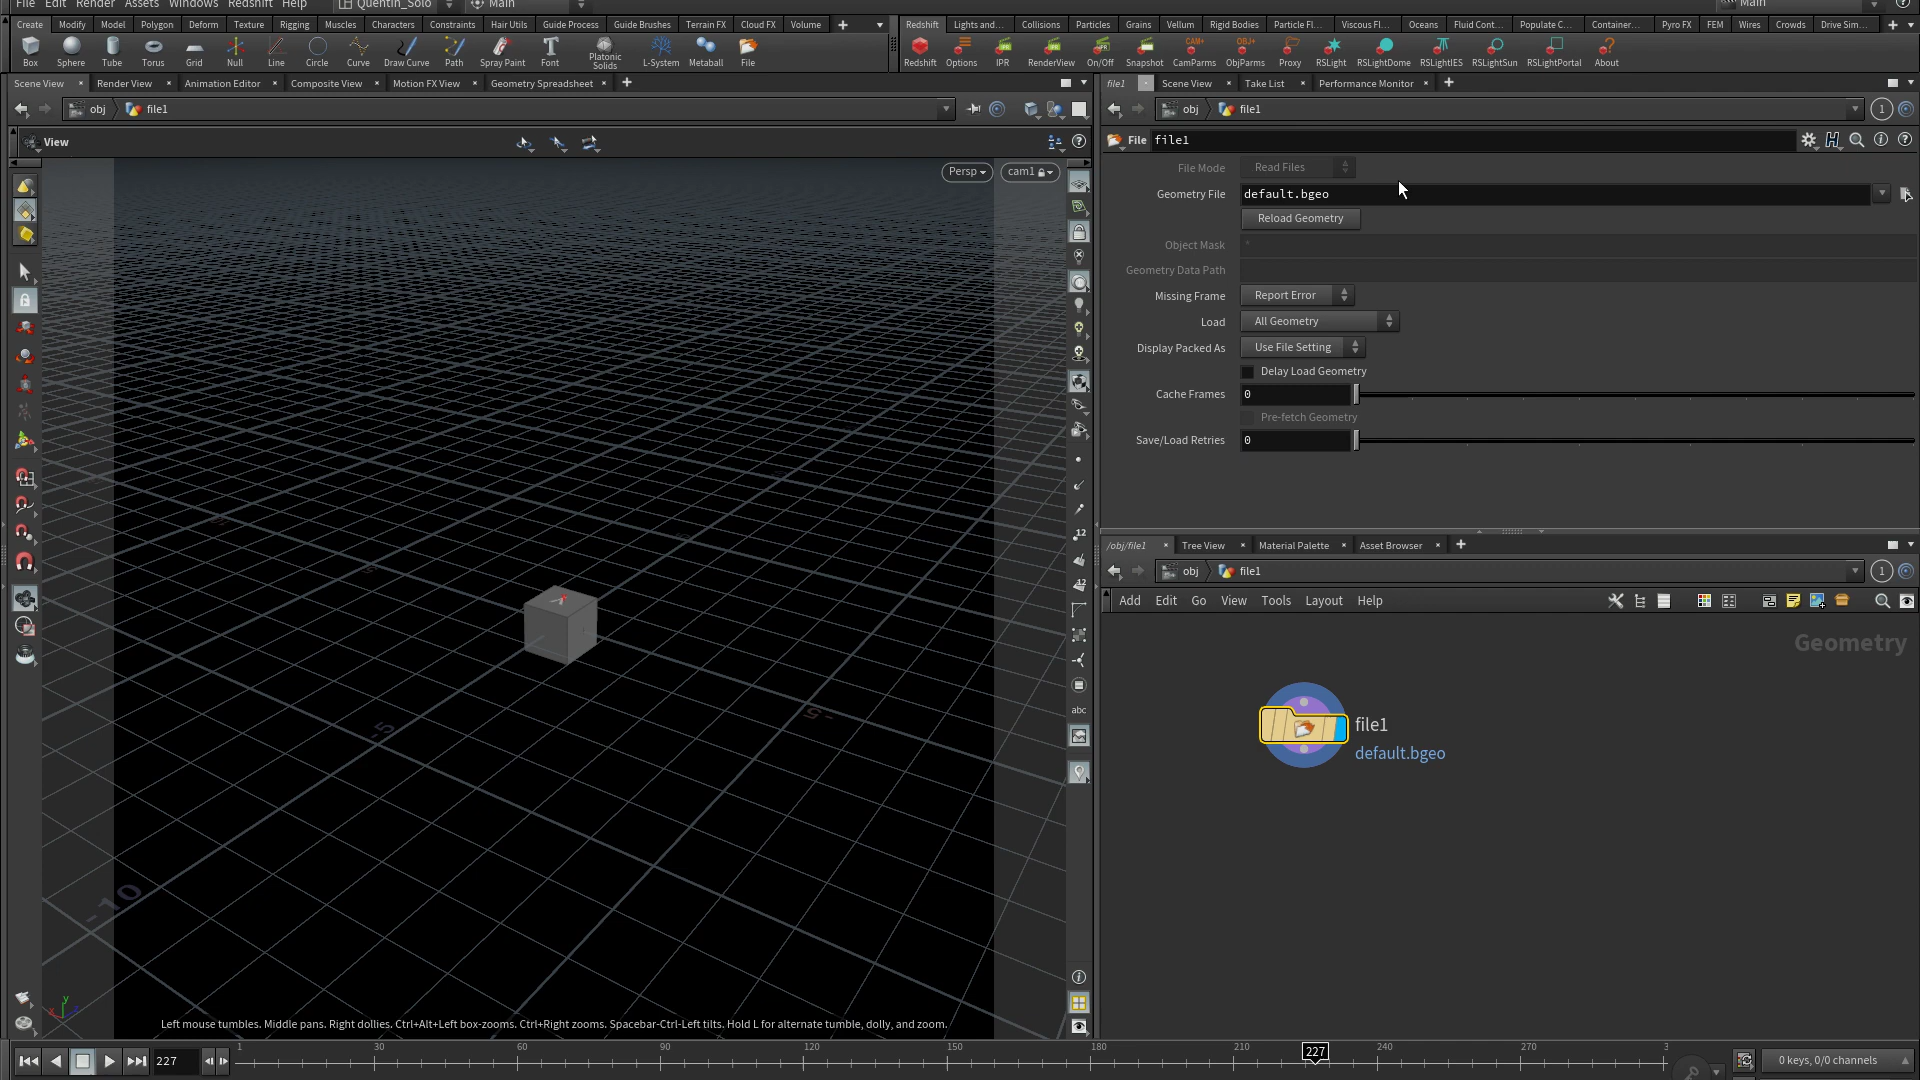 File Edit Render Assets Windows Redshift Help Quentin_Solo Main Main
Create Modify Model Polygon Deform Texture Rigging Muscles Characters Constraints Hair Utils Guide Process Guide Brushes Terrain FX Cloud FX Volume
Redshift Lights and... Collisions Particles Grains Vellum Rigid Bodies Particle Fl... Viscous Fl... Oceans Fluid Cont... Populate C... Container... Pyro FX FEM Wires Crowds Drive Sim...
Box Sphere Tube Torus Grid Null Line Circle Curve Draw Curve Path Spray Paint Font Platonic Solids L-System Metaball File
Redshift Options IPR RenderView On/Off Snapshot CamParms ObjParms Proxy RSLight RSLightDome RSLightIES RSLightSun RSLightPortal About
Scene View Render View Animation Editor Composite View Motion FX View Geometry Spreadsheet
file1 Scene View Take List Performance Monitor
obj file1
obj file1 1
View
File file1
Persp cam1
File Mode Read Files
Geometry File default.bgeo
Reload Geometry
Object Mask *
Geometry Data Path
Missing Frame Report Error
Load All Geometry
Display Packed As Use File Setting
Delay Load Geometry
Cache Frames 0
Pre-fetch Geometry
Save/Load Retries 0
/obj/file1 Tree View Material Palette Asset Browser
obj file1 1
Add Edit Go View Tools Layout Help
Geometry
file1
default.bgeo
12
12
abc
-5
-5
-10
y
Left mouse tumbles. Middle pans. Right dollies. Ctrl+Alt+Left box-zooms. Ctrl+Right zooms. Spacebar-Ctrl-Left tilts. Hold L for alternate tumble, dolly, and zoom.
227 1 30 60 90 120 150 180 210 227 240 270 3
0 keys, 0/0 channels